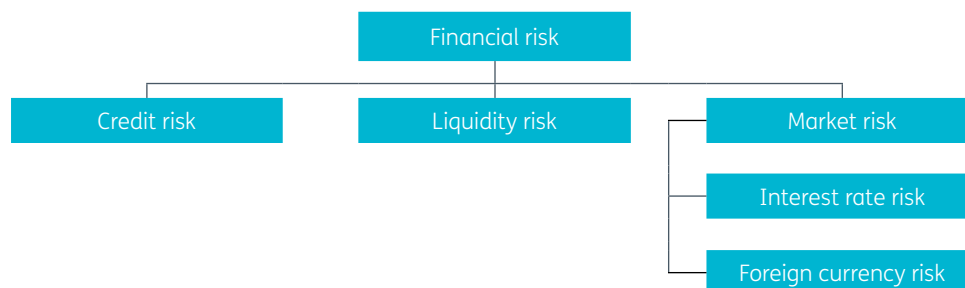 Financial risk
Credit risk
Liquidity risk
Market risk
Interest rate risk
Foreign currency risk